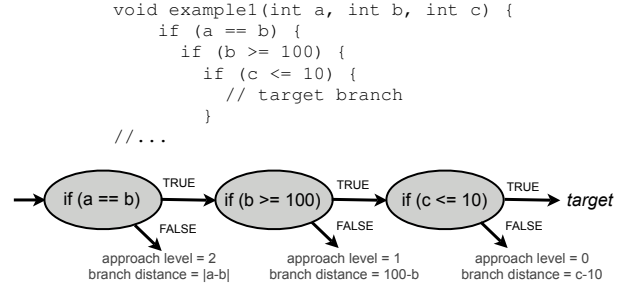 void example1(int a, int b, int c) {
if (a == b) {
if (b >= 100) {
if (c <= 10) {
// target branch
}
//...
if (a == b)
TRUE
FALSE
approach level = 2
branch distance = |a-b|
if (b >= 100)
TRUE
FALSE
approach level = 1
branch distance = 100-b
if (c <= 10)
TRUE
FALSE
approach level = 0
branch distance = c-10
target